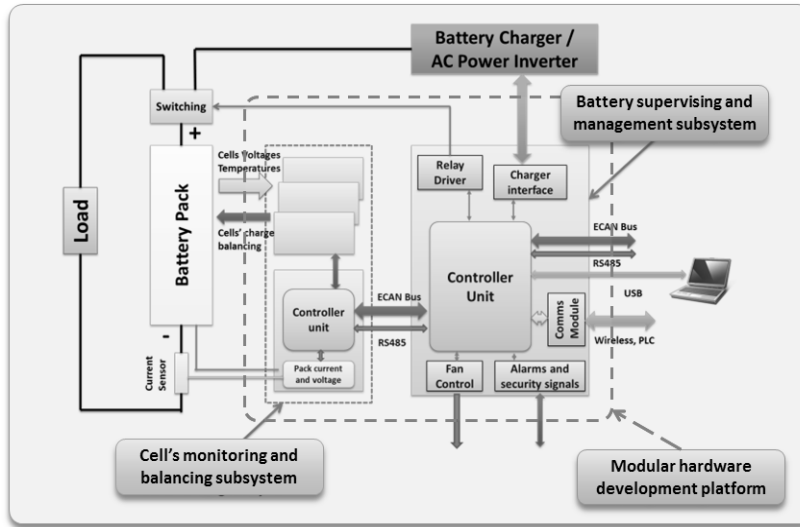 Battery Charger /
AC Power Inverter
Battery supervising and
management subsystem
Switching
+
Cells Voltages
Temperatures
Relay
Driver
Charger
interface
Load
Battery Pack
Cells' charge
balancing
ECAN Bus
RS485
USB
Controller
Unit
Controller
unit
ECAN Bus
RS485
Comms
Module
Wireless, PLC
-
Current
Sensor
Pack current
and voltage
Fan
Control
Alarms and
security signals
Cell's monitoring and
balancing subsystem
Modular hardware
development platform